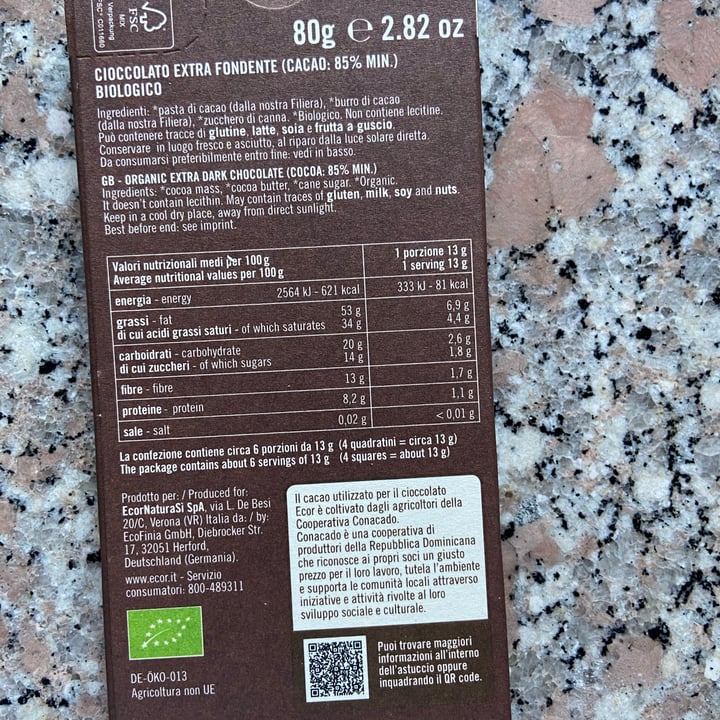 FSC
MIX
Verpackung
80g ℮ 2.82 oz
CIOCCOLATO EXTRA FONDENTE (CACAO: 85% MIN.)
BIOLOGICO
Ingredienti: *pasta di cacao (dalla nostra Filiera), *burro di cacao
(dalla nostra Filiera), *zucchero di canna. *Biologico. Non contiene lecitine.
Può contenere tracce di glutine, latte, soia e frutta a guscio.
Conservare in luogo fresco e asciutto, al riparo dalla luce solare diretta.
Da consumarsi preferibilmente entro fine: vedi in basso.
GB - ORGANIC EXTRA DARK CHOCOLATE (COCOA: 85% MIN.)
Ingredients: *cocoa mass, *cocoa butter, *cane sugar. *Organic.
It doesn't contain lecithin. May contain traces of gluten, milk, soy and nuts.
Keep in a cool dry place, away from direct sunlight.
Best before end: see imprint.
Valori nutrizionali medi per 100 g 1 porzione 13 g
Average nutritional values per 100 g 1 serving 13 g
energia - energy 2564 kJ - 621 kcal 333 kJ - 81 kcal
grassi - fat 53 g 6,9 g
di cui acidi grassi saturi - of which saturates 34 g 4,4 g
carboidrati - carbohydrate 20 g 2,6 g
di cui zuccheri - of which sugars 14 g 1,8 g
fibre - fibre 13 g 1,7 g
proteine - protein 8,2 g 1,1 g
sale - salt 0,02 g < 0,01 g
La confezione contiene circa 6 porzioni da 13 g (4 quadratini = circa 13 g)
The package contains about 6 servings of 13 g (4 squares = about 13 g)
Prodotto per: / Produced for:
EcorNaturaSì SpA, via L. De Besi
20/C, Verona (VR) Italia da: / by:
EcoFinia GmbH, Diebrocker Str.
17, 32051 Herford,
Deutschland (Germania).
www.ecor.it - Servizio
consumatori: 800-489311
DE-ÖKO-013
Agricoltura non UE
Il cacao utilizzato per il cioccolato
Ecor è coltivato dagli agricoltori della
Cooperativa Conacado.
Conacado è una cooperativa di
produttori della Repubblica Dominicana
che riconosce ai propri soci un giusto
prezzo per il loro lavoro, tutela l'ambiente
e supporta le comunità locali attraverso
iniziative e attività rivolte al loro
sviluppo sociale e culturale.
Puoi trovare maggiori
informazioni all'interno
dell'astuccio oppure
inquadrando il QR code.